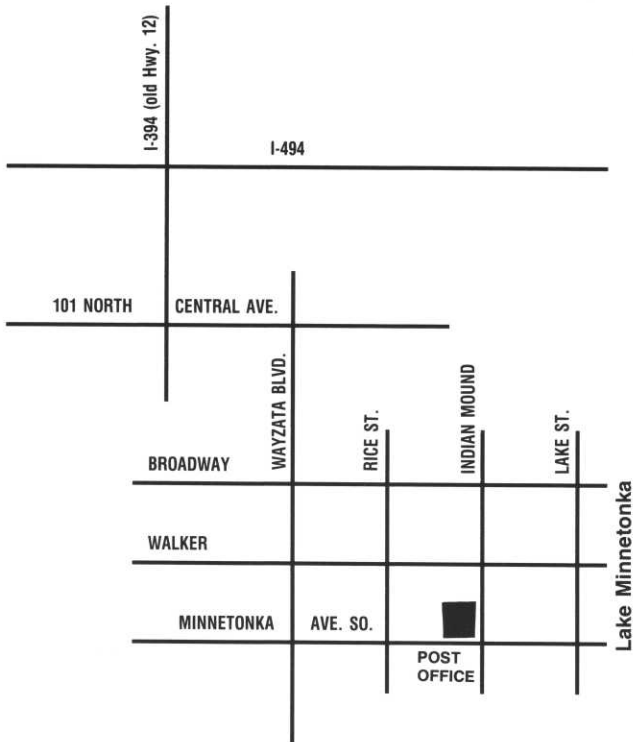 I-394 (old Hwy. 12)
I-494
101 NORTH
CENTRAL AVE.
WAYZATA BLVD.
RICE ST.
INDIAN MOUND
LAKE ST.
BROADWAY
WALKER
MINNETONKA
AVE. SO.
POST
OFFICE
Lake Minnetonka